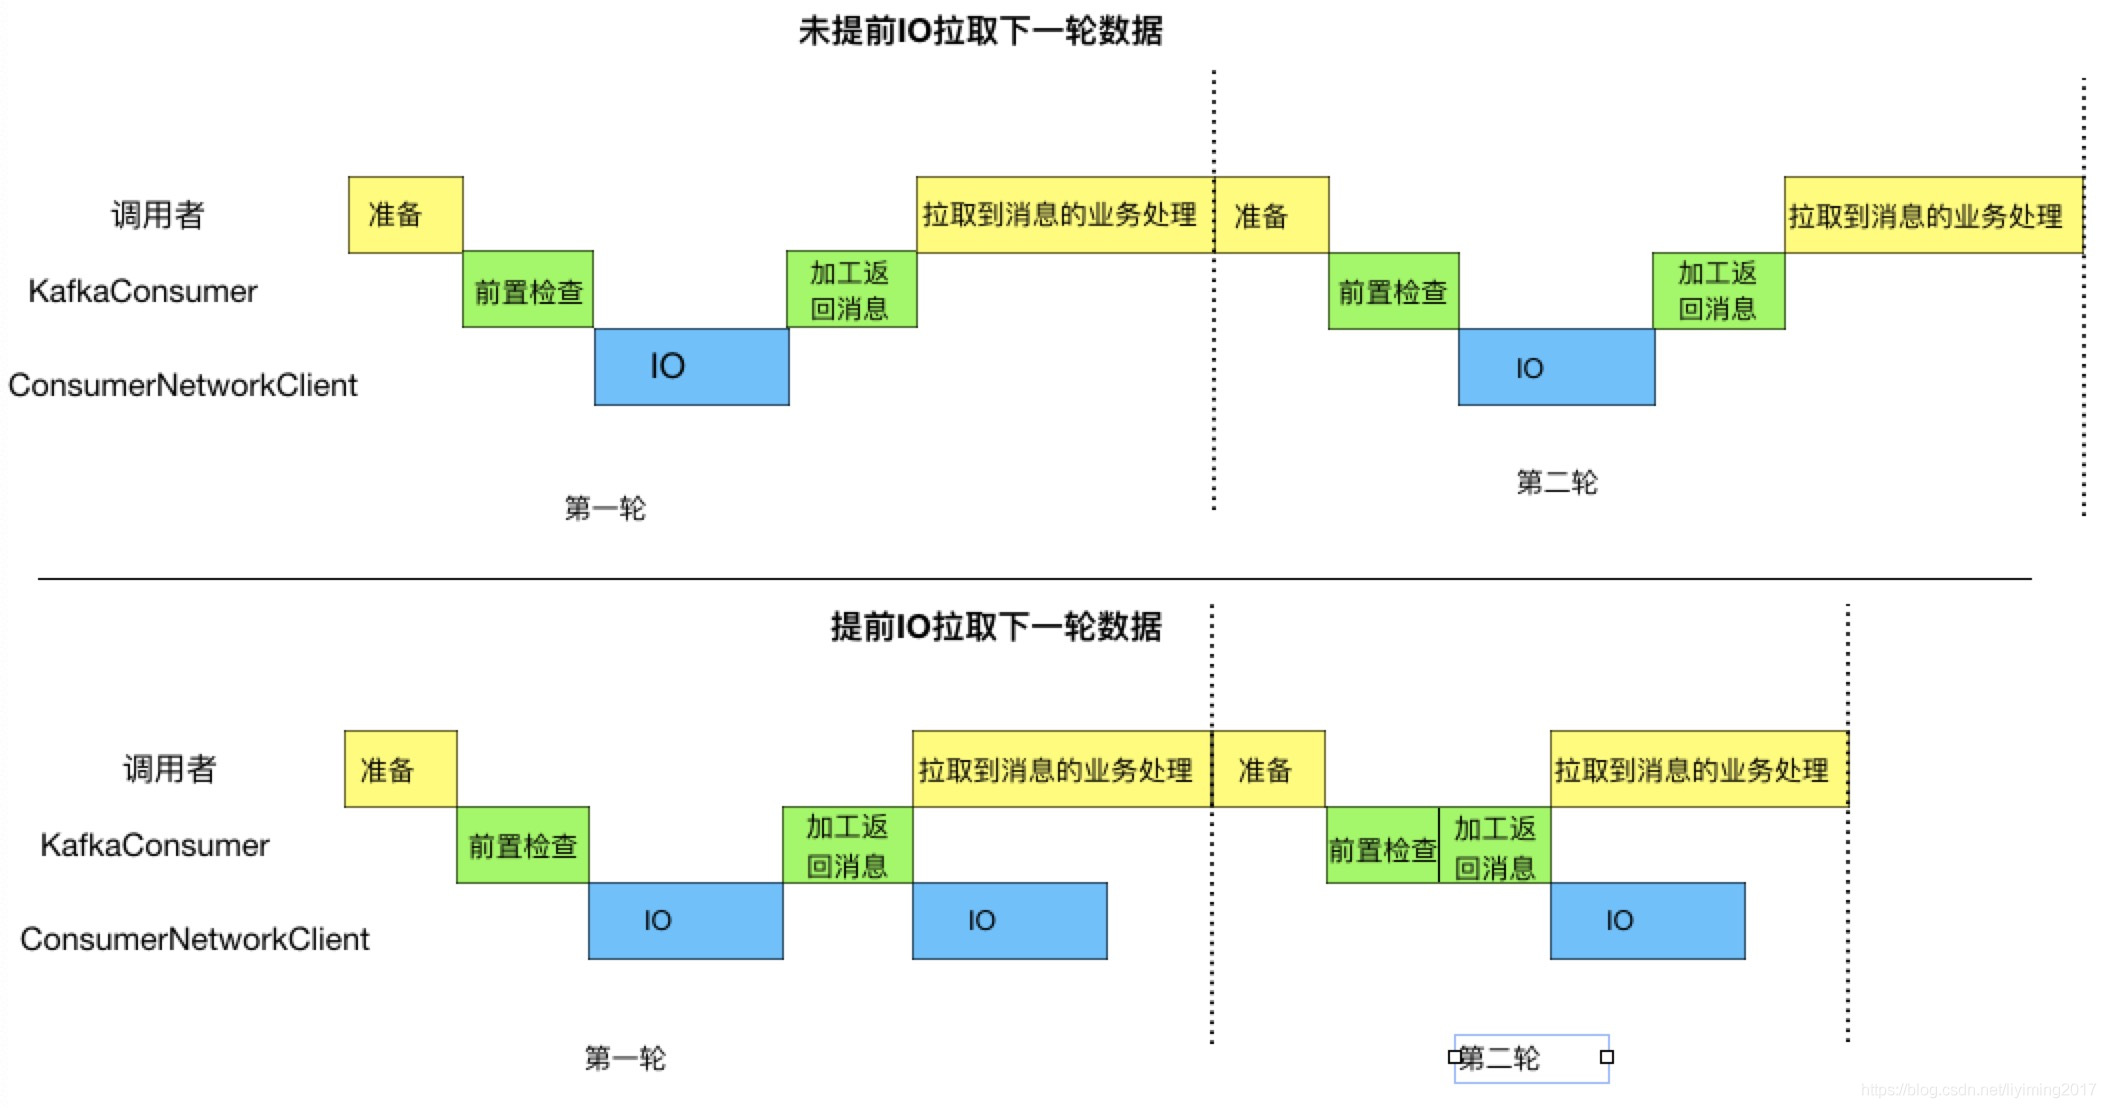 未提前IO拉取下一轮数据
调用者
准备
拉取到消息的业务处理
准备
拉取到消息的业务处理
KafkaConsumer
前置检查
加工返
回消息
前置检查
加工返
回消息
ConsumerNetworkClient
IO
IO
第一轮
第二轮
提前IO拉取下一轮数据
调用者
准备
拉取到消息的业务处理
准备
拉取到消息的业务处理
KafkaConsumer
前置检查
加工返
回消息
前置检查
加工返
回消息
ConsumerNetworkClient
IO
IO
IO
第一轮
第二轮
https://blog.csdn.net/liyiming2017